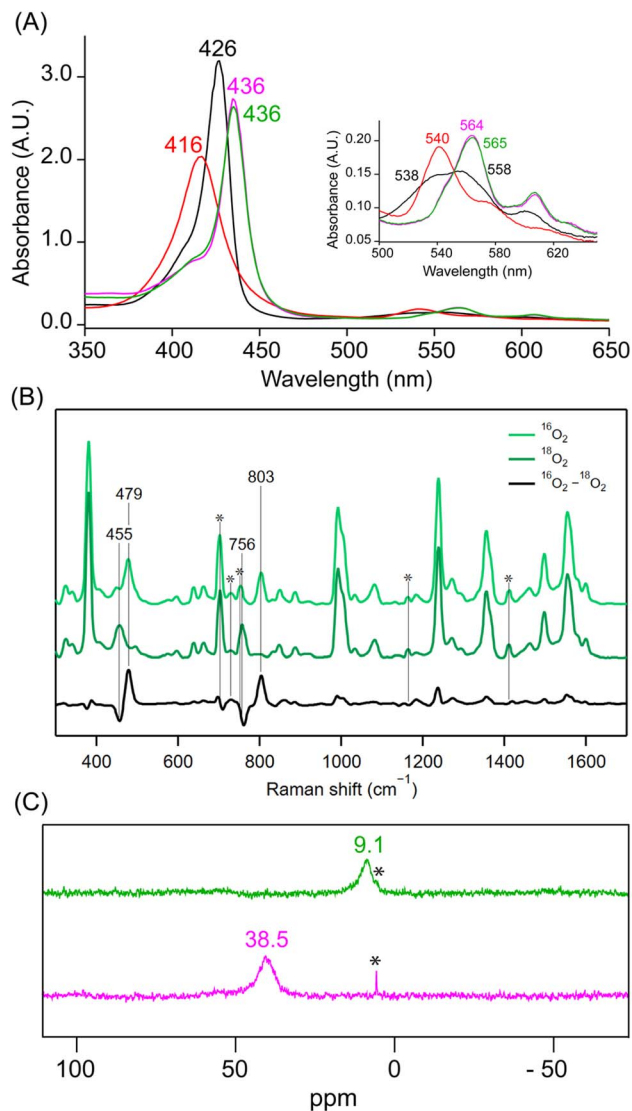 (A)
426
436
436
416
3.0
2.0
1.0
0.0
Absorbance (A.U.)
350 400 450 500 550 600 650
Wavelength (nm)
564
540
565
538
558
0.20
0.15
0.10
0.05
Absorbance (A.U.)
500 540 580 620
Wavelength (nm)
(B)
¹⁶O₂
¹⁸O₂
¹⁶O₂ – ¹⁸O₂
479
455
*
*
*
756
803
*
*
400 600 800 1000 1200 1400 1600
Raman shift (cm⁻¹)
(C)
9.1
*
38.5
*
100 50 0 - 50
ppm